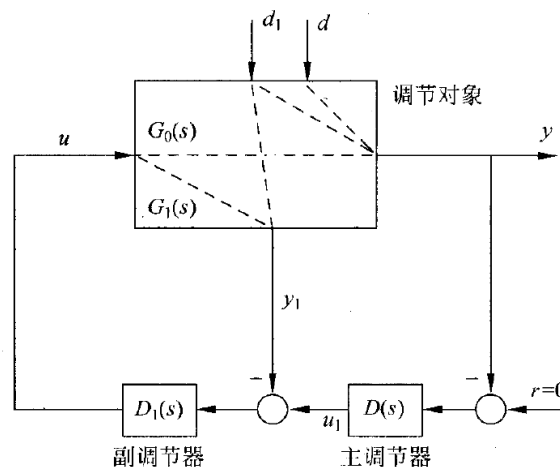 d₁
d
调节对象
G₀(s)
u
y
G₁(s)
y₁
−
−
r=0
D₁(s)
u₁
D(s)
副调节器
主调节器